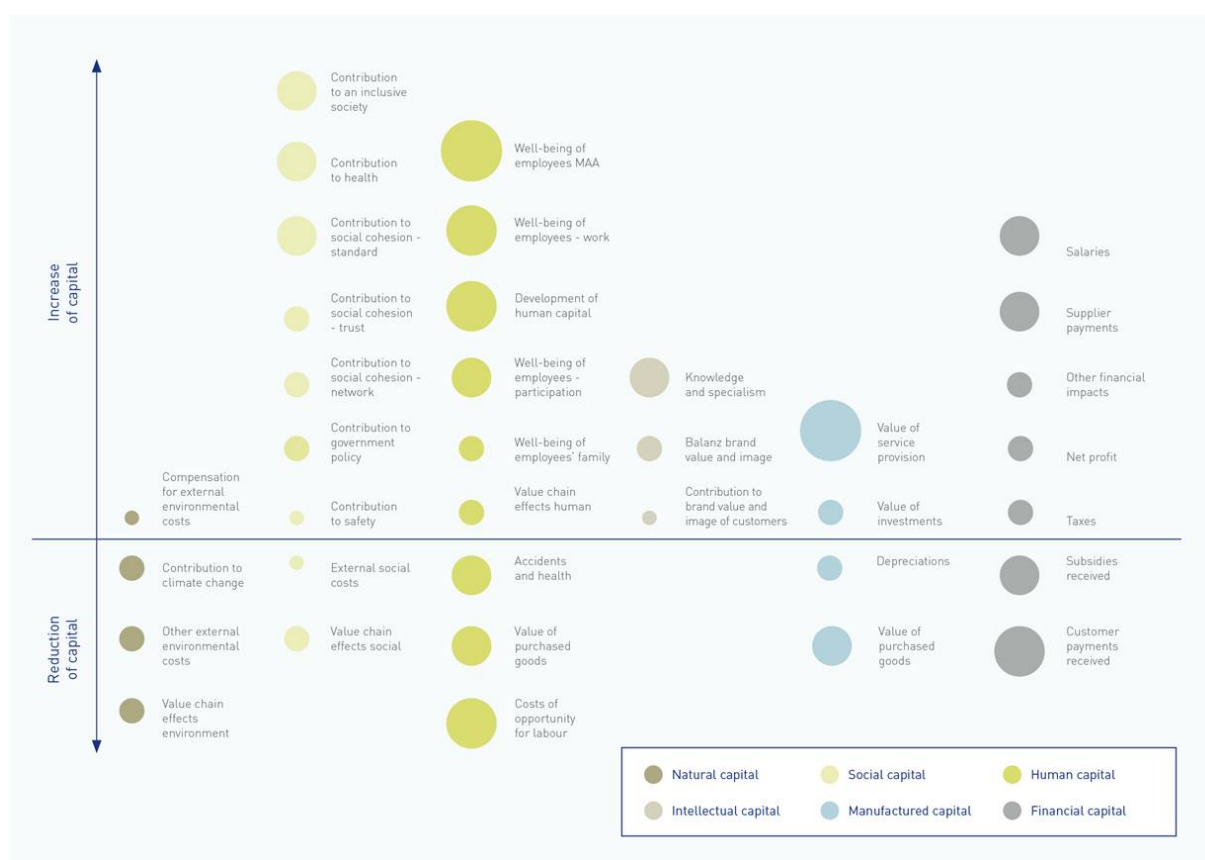 Increase
of capital
Reduction
of capital
Compensation
for external
environmental
costs
Contribution to
climate change
Other external
environmental
costs
Value chain
effects
environment
Contribution
to an inclusive
society
Contribution
to health
Contribution to
social cohesion -
standard
Contribution to
social cohesion
- trust
Contribution to
social cohesion -
network
Contribution to
government
policy
Contribution
to safety
External social
costs
Value chain
effects social
Well-being of
employees MAA
Well-being of
employees - work
Development of
human capital
Well-being of
employees -
participation
Well-being of
employees' family
Value chain
effects human
Accidents
and health
Value of
purchased
goods
Costs of
opportunity
for labour
Knowledge
and specialism
Balanz brand
value and image
Contribution to
brand value and
image of customers
Value of
service
provision
Value of
investments
Depreciations
Value of
purchased
goods
Salaries
Supplier
payments
Other financial
impacts
Net profit
Taxes
Subsidies
received
Customer
payments
received
Natural capital
Social capital
Human capital
Intellectual capital
Manufactured capital
Financial capital